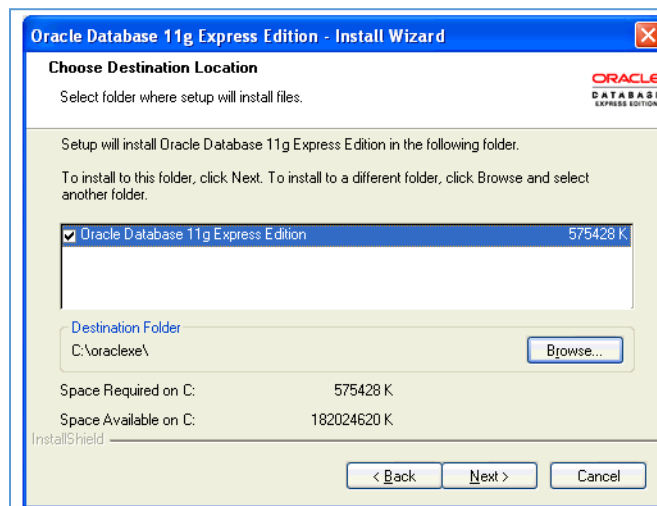 Oracle Database 11g Express Edition - Install Wizard
Choose Destination Location
Select folder where setup will install files.
ORACLE
DATABASE
EXPRESS EDITION
Setup will install Oracle Database 11g Express Edition in the following folder.
To install to this folder, click Next. To install to a different folder, click Browse and select
another folder.
Oracle Database 11g Express Edition 575428 K
Destination Folder
C:\oraclexe\
Browse...
Space Required on C: 575428 K
Space Available on C: 182024620 K
InstallShield
< Back Next > Cancel